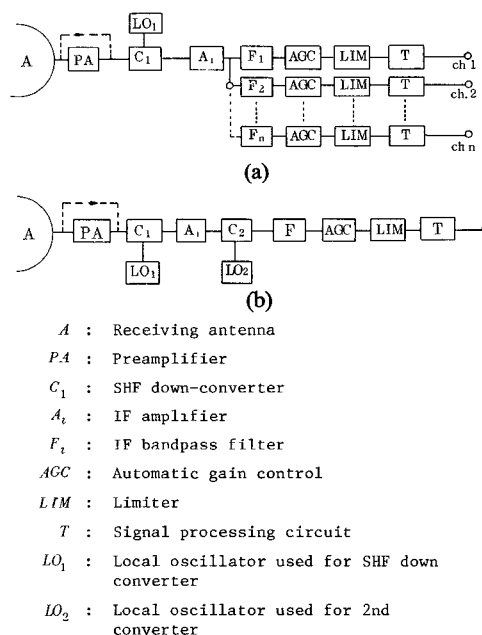 LO1
A PA C1 A1 F1 AGC LIM T ch 1
F2 AGC LIM T ch.2
Fn AGC LIM T ch n
(a)
A PA C1 A1 C2 F AGC LIM T
LO1 LO2
(b)
A : Receiving antenna
PA : Preamplifier
C1 : SHF down-converter
Ai : IF amplifier
Fi : IF bandpass filter
AGC : Automatic gain control
LIM : Limiter
T : Signal processing circuit
LO1 : Local oscillator used for SHF down
converter
LO2 : Local oscillator used for 2nd
converter